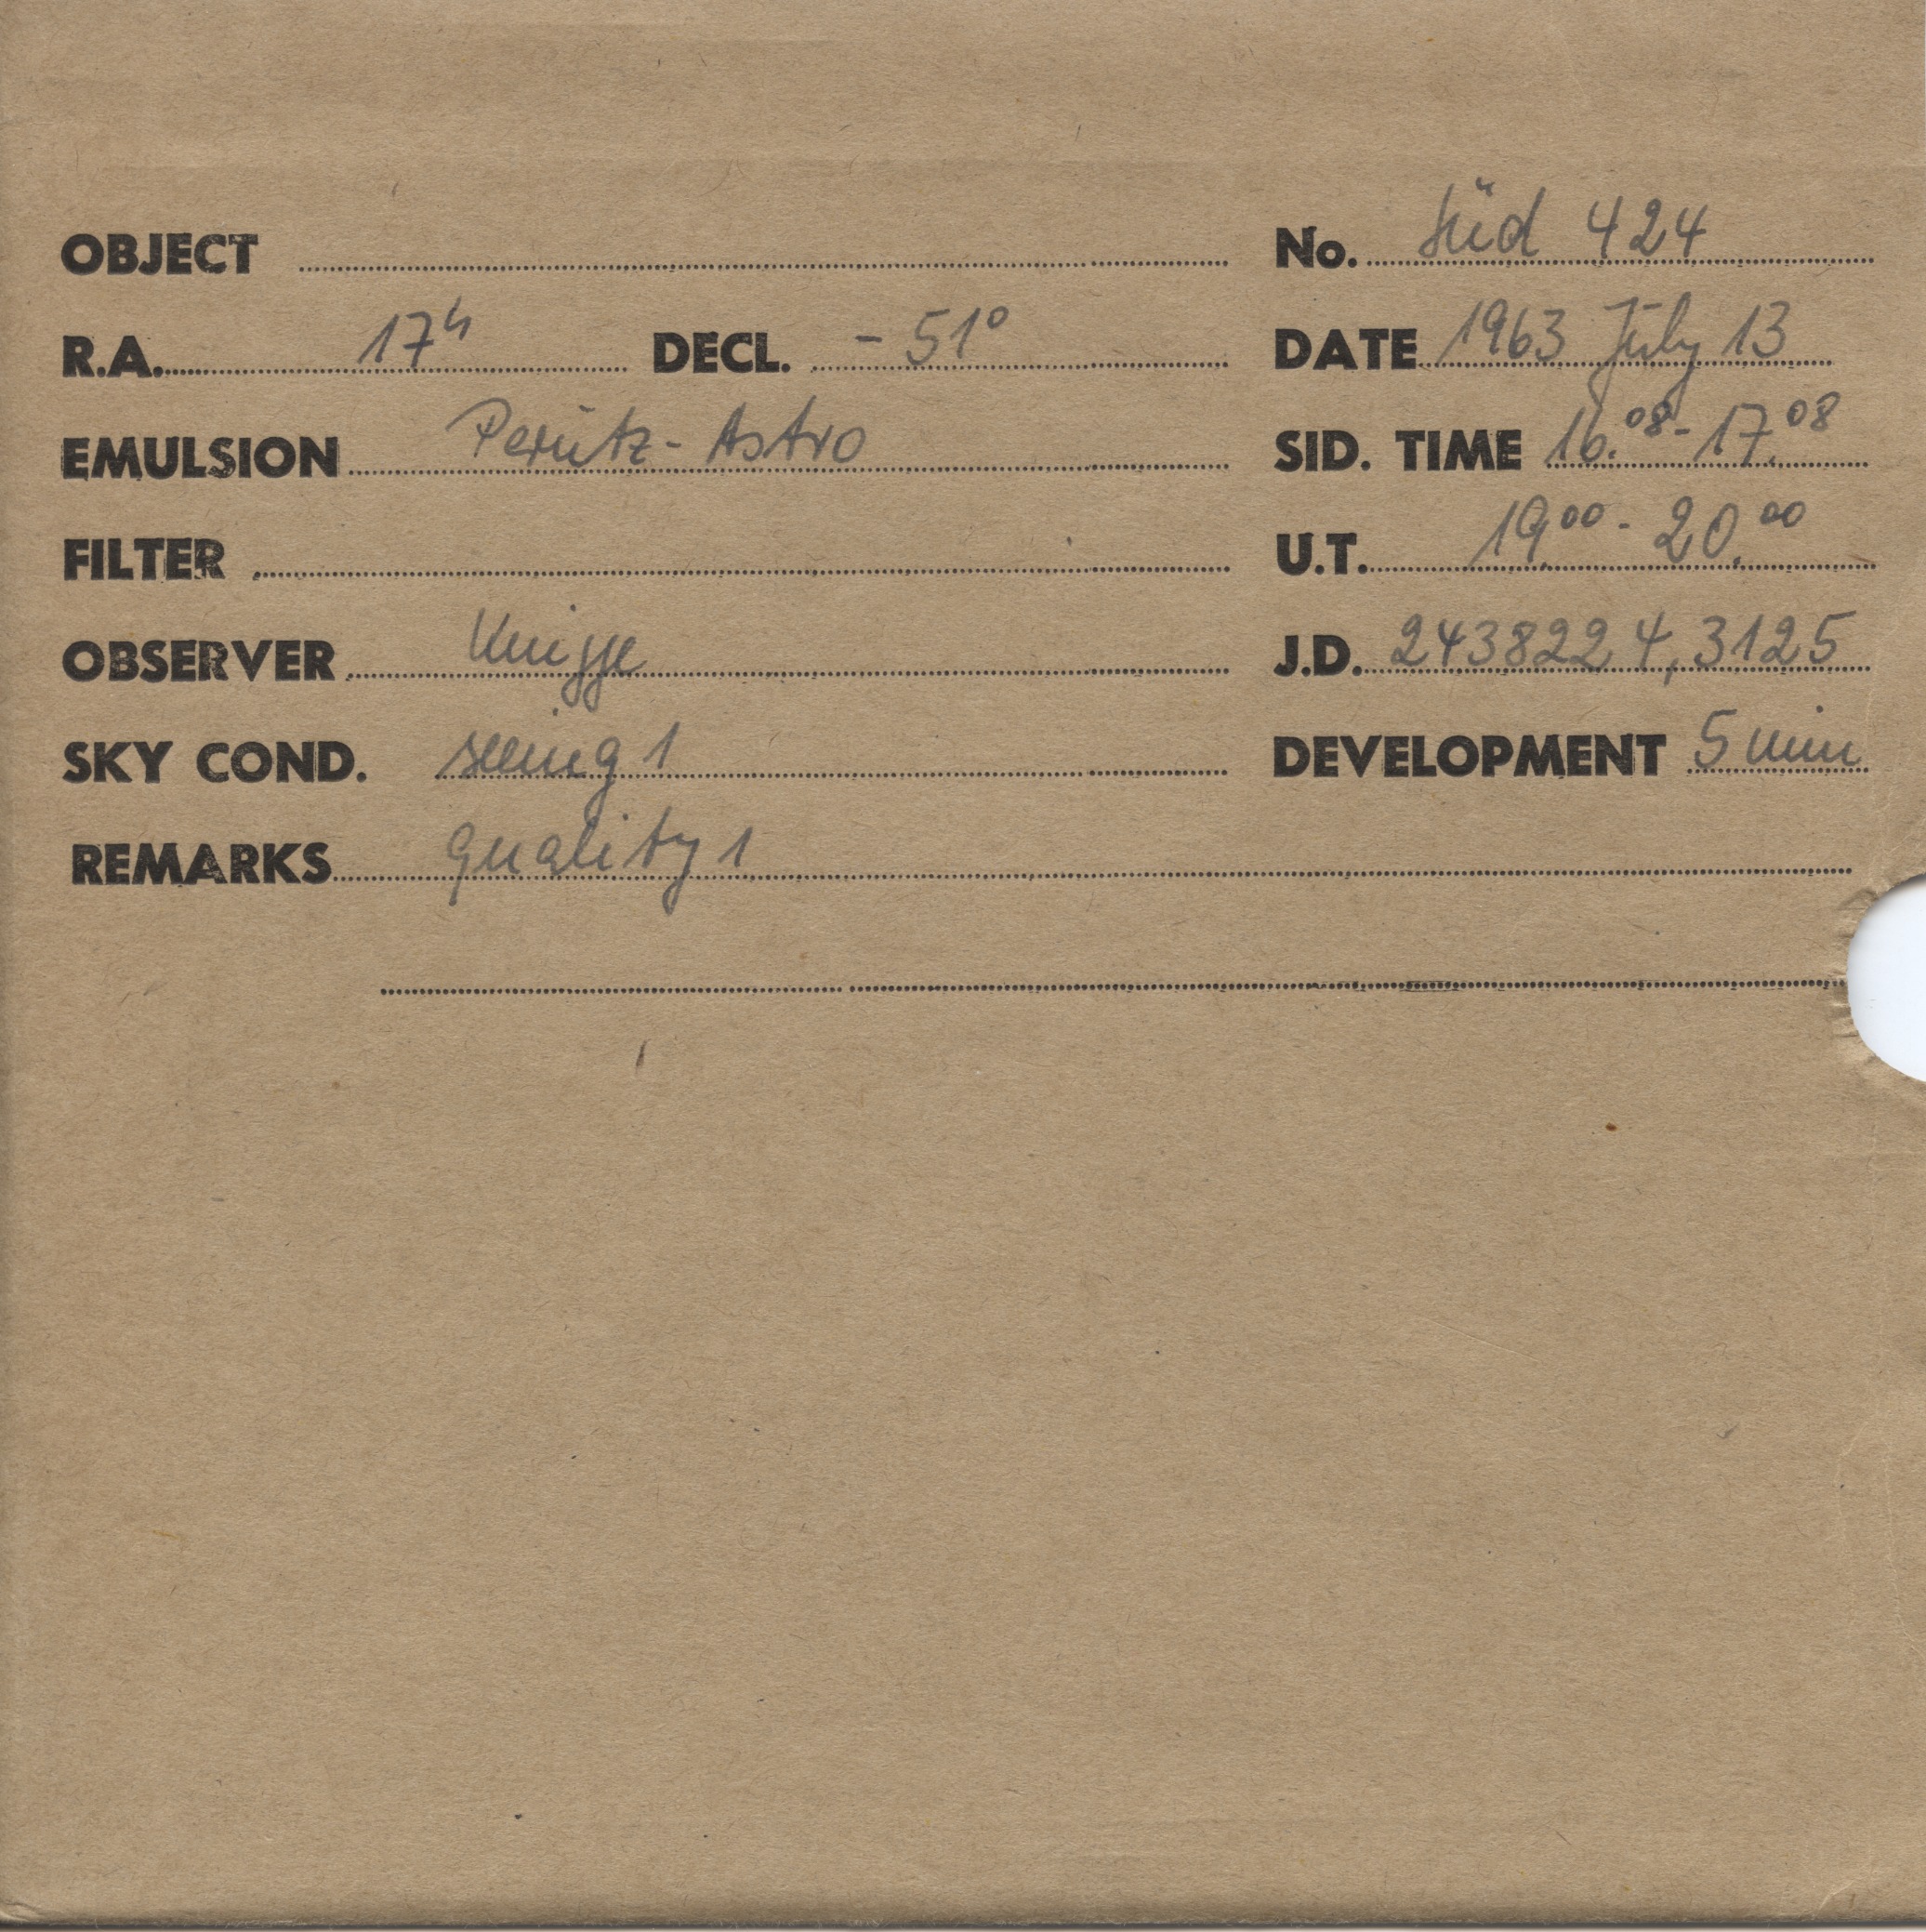 OBJECT No. Süd 424
R.A. 17h DECL. - 51° DATE 1963 July 13
EMULSION Perutz - Astro SID. TIME 16.08 - 17.08
FILTER U.T. 19.00 - 20.00
OBSERVER Knigge J.D. 2438224,3125
SKY COND. seeing 1 DEVELOPMENT 5 min
REMARKS quality 1